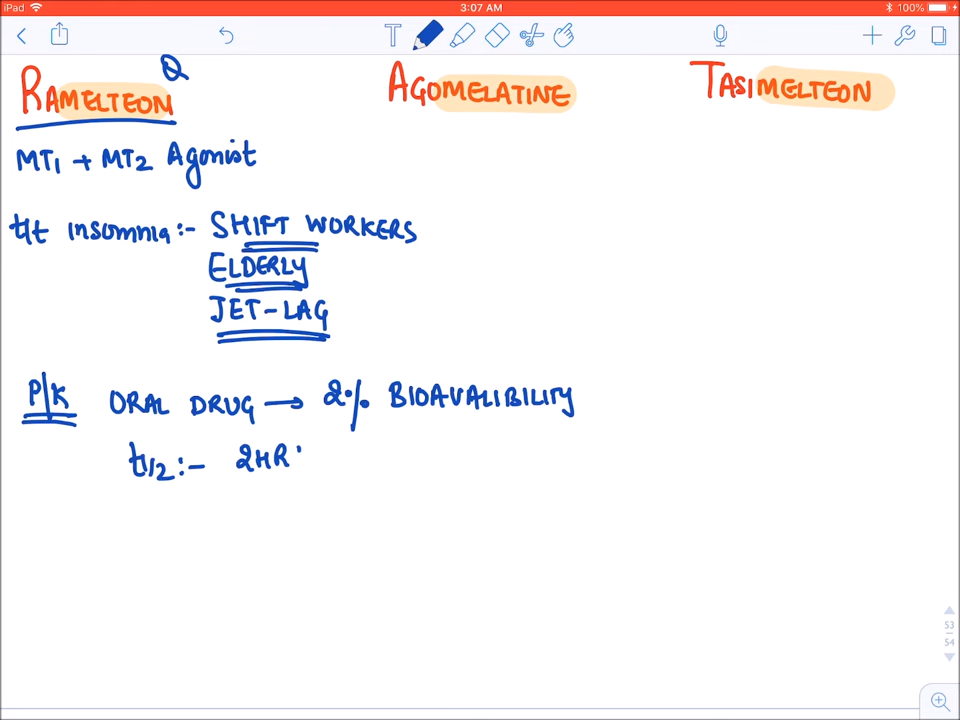 iPad 3:07 AM 100%
T
Q
RAMELTEON AGOMELATINE TASIMELTEON
MT1 + MT2 Agonist
t/t insomnia :- SHIFT WORKERS
ELDERLY
JET-LAG
P/K ORAL DRUG → 2% BIOAVALIBILITY
t1/2 :- 2HR
53
54